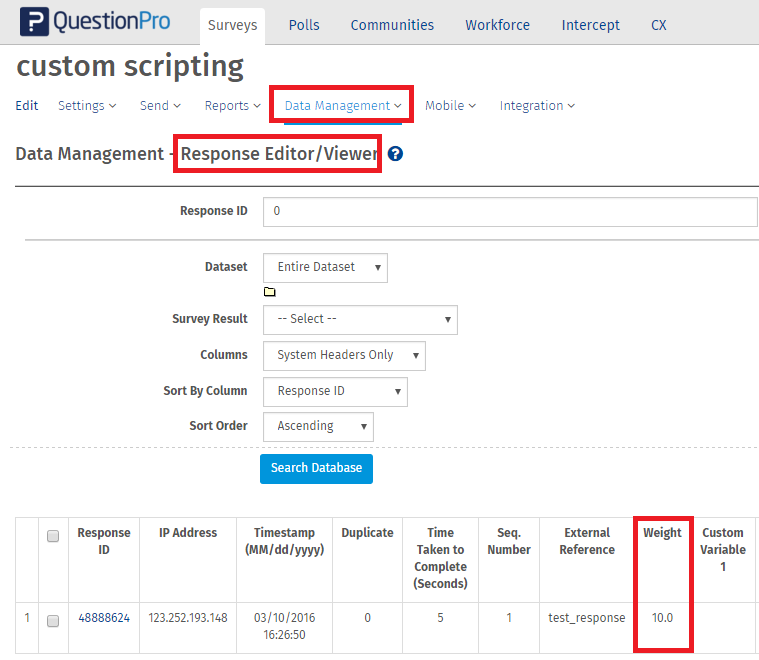 QuestionPro
Surveys Polls Communities Workforce Intercept CX
custom scripting
Edit Settings Send Reports Data Management Mobile Integration
Data Management - Response Editor/Viewer ?
Response ID 0
Dataset Entire Dataset
Survey Result -- Select --
Columns System Headers Only
Sort By Column Response ID
Sort Order Ascending
Search Database
Response ID IP Address Timestamp (MM/dd/yyyy) Duplicate Time Taken to Complete (Seconds) Seq. Number External Reference Weight Custom Variable 1
1 48888624 123.252.193.148 03/10/2016 16:26:50 0 5 1 test_response 10.0